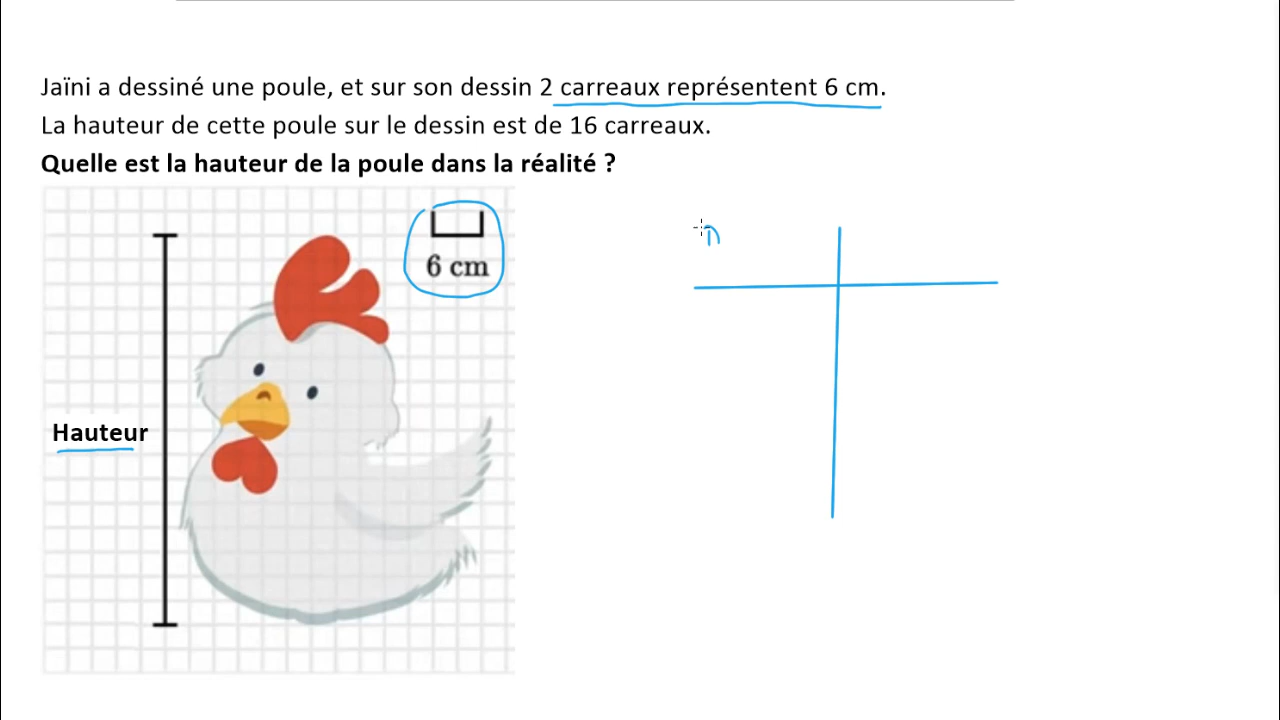 Jaïni a dessiné une poule, et sur son dessin 2 carreaux représentent 6 cm.
La hauteur de cette poule sur le dessin est de 16 carreaux.
Quelle est la hauteur de la poule dans la réalité ?
6 cm
Hauteur